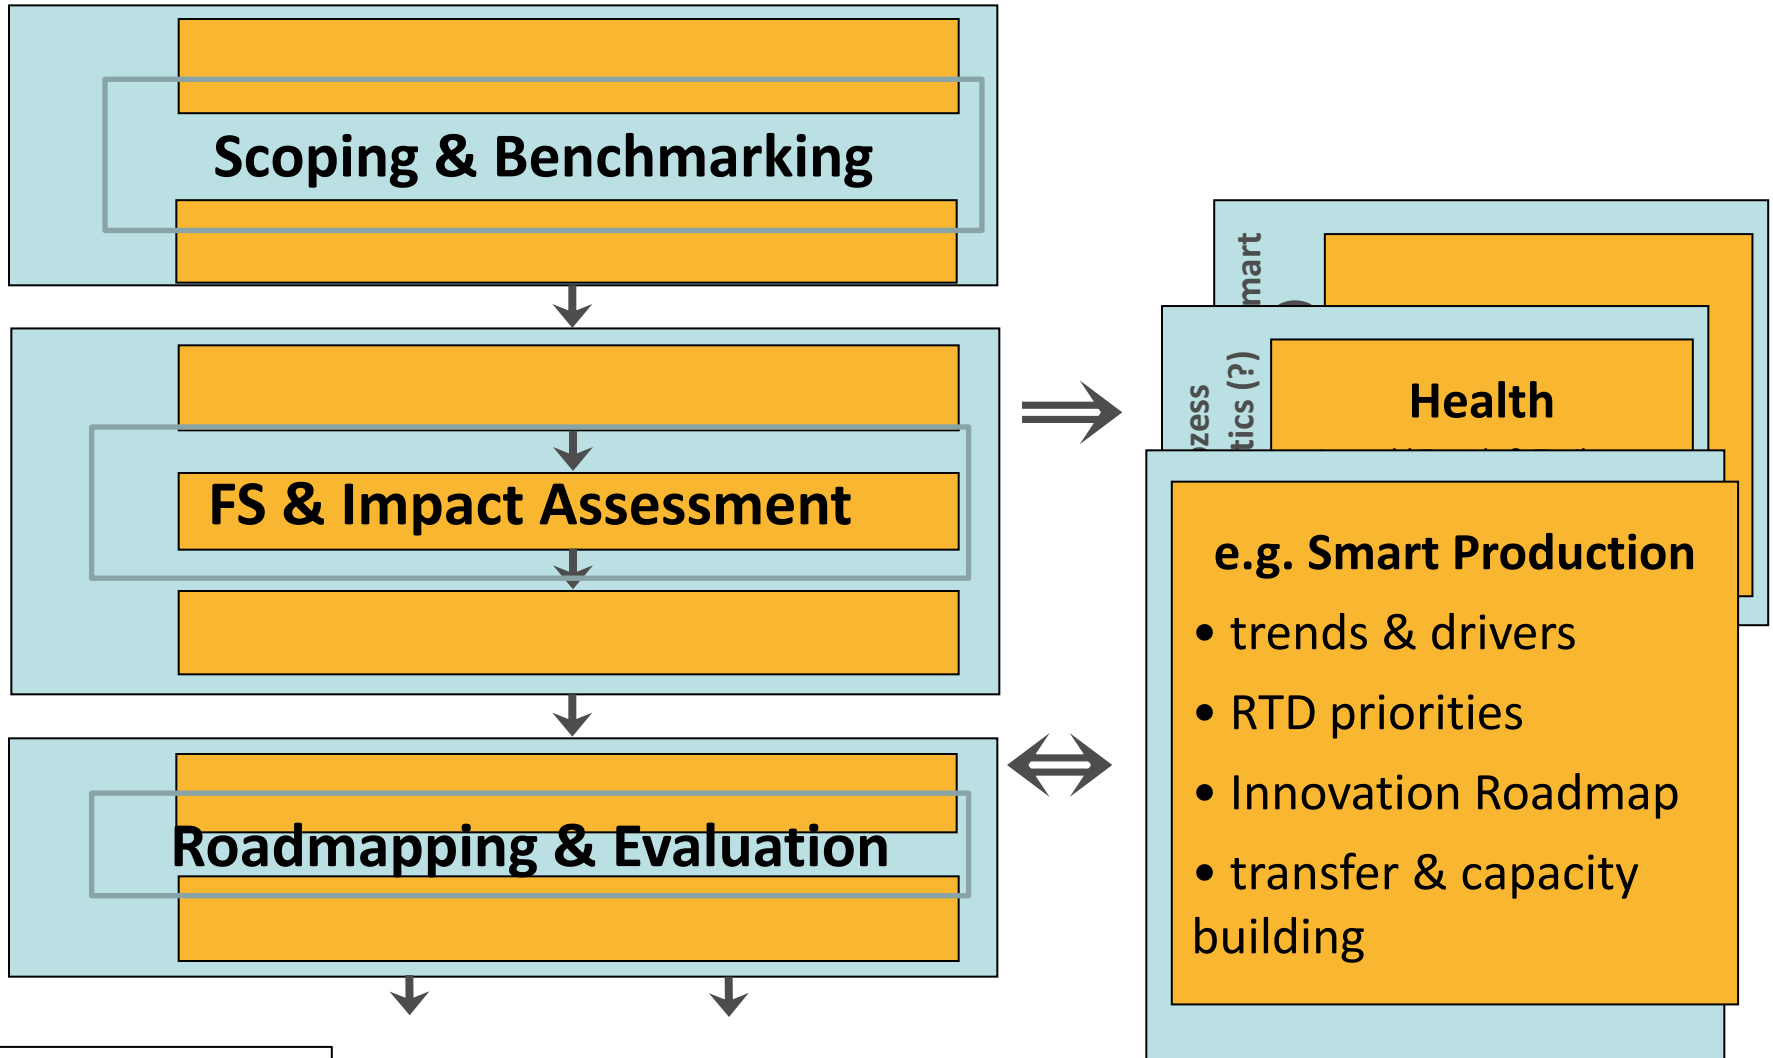 Scoping & Benchmarking
FS & Impact Assessment
Roadmapping & Evaluation
Health
e.g. Smart Production
• trends & drivers
• RTD priorities
• Innovation Roadmap
• transfer & capacity
building